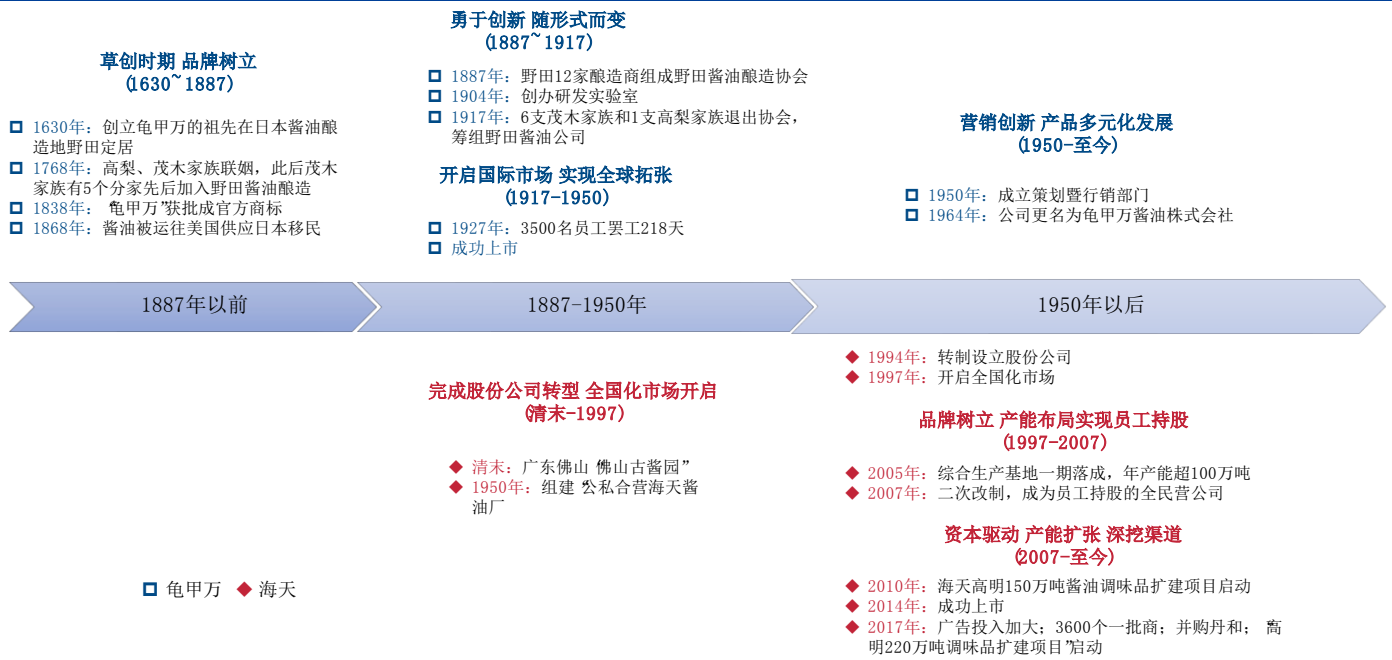 草创时期 品牌树立
(1630~1887)
1630年：创立龟甲万的祖先在日本酱油酿
造地野田定居
1768年：高梨、茂木家族联姻，此后茂木
家族有5个分家先后加入野田酱油酿造
1838年：“龟甲万”获批成官方商标
1868年：酱油被运往美国供应日本移民
勇于创新 随形式而变
(1887~1917)
1887年：野田12家酿造商组成野田酱油酿造协会
1904年：创办研发实验室
1917年：6支茂木家族和1支高梨家族退出协会，
筹组野田酱油公司
开启国际市场 实现全球拓张
(1917-1950)
1927年：3500名员工罢工218天
成功上市
营销创新 产品多元化发展
(1950-至今)
1950年：成立策划暨行销部门
1964年：公司更名为龟甲万酱油株式会社
1887年以前
1887-1950年
1950年以后
完成股份公司转型 全国化市场开启
(清末-1997)
清末：广东佛山“佛山古酱园”
1950年：组建“公私合营海天酱
油厂
1994年：转制设立股份公司
1997年：开启全国化市场
品牌树立 产能布局实现员工持股
(1997-2007)
2005年：综合生产基地一期落成，年产能超100万吨
2007年：二次改制，成为员工持股的全民营公司
资本驱动 产能扩张 深挖渠道
(2007-至今)
2010年：海天高明150万吨酱油调味品扩建项目启动
2014年：成功上市
2017年：广告投入加大；3600个一批商；并购丹和；“高
明220万吨调味品扩建项目”启动
龟甲万 海天